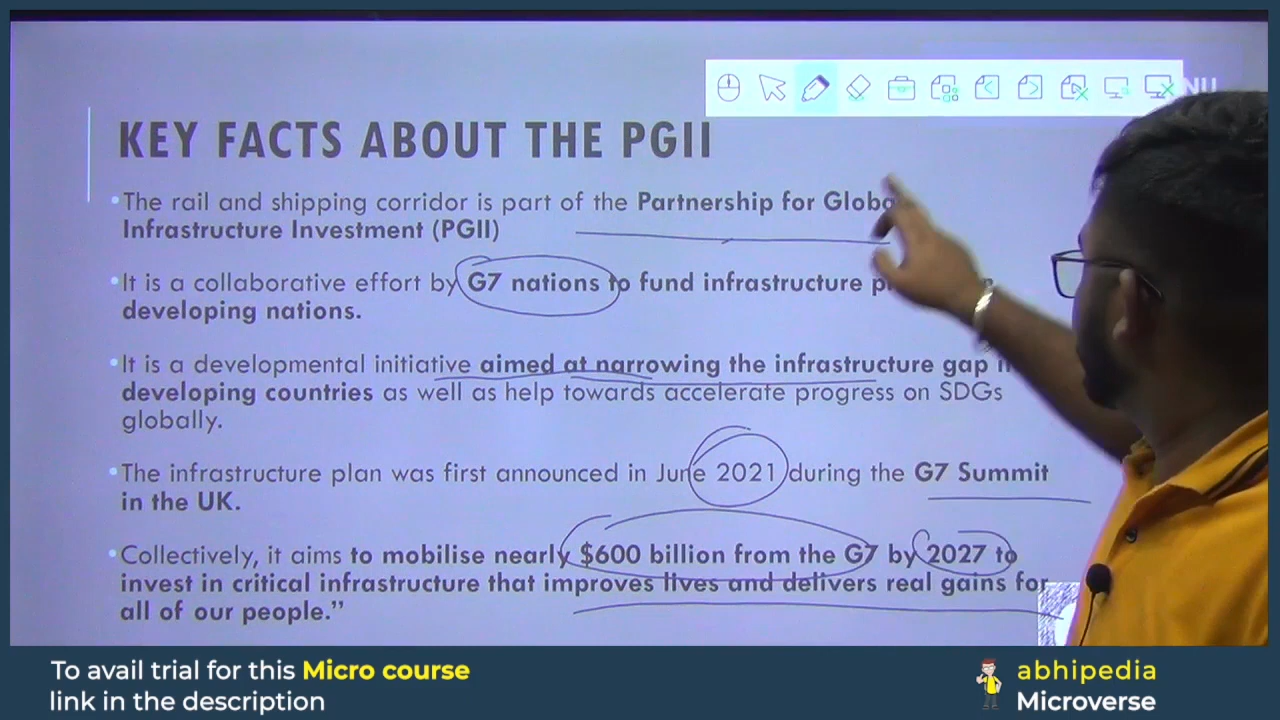 NU
KEY FACTS ABOUT THE PGII
• The rail and shipping corridor is part of the Partnership for Globa
Infrastructure Investment (PGII)
• It is a collaborative effort by G7 nations to fund infrastructure p
developing nations.
• It is a developmental initiative aimed at narrowing the infrastructure gap i
developing countries as well as help towards accelerate progress on SDGs
globally.
• The infrastructure plan was first announced in June 2021 during the G7 Summit
in the UK.
• Collectively, it aims to mobilise nearly $600 billion from the G7 by 2027 to
invest in critical infrastructure that improves lives and delivers real gains for
all of our people.”
To avail trial for this Micro course
link in the description
abhipedia
Microverse